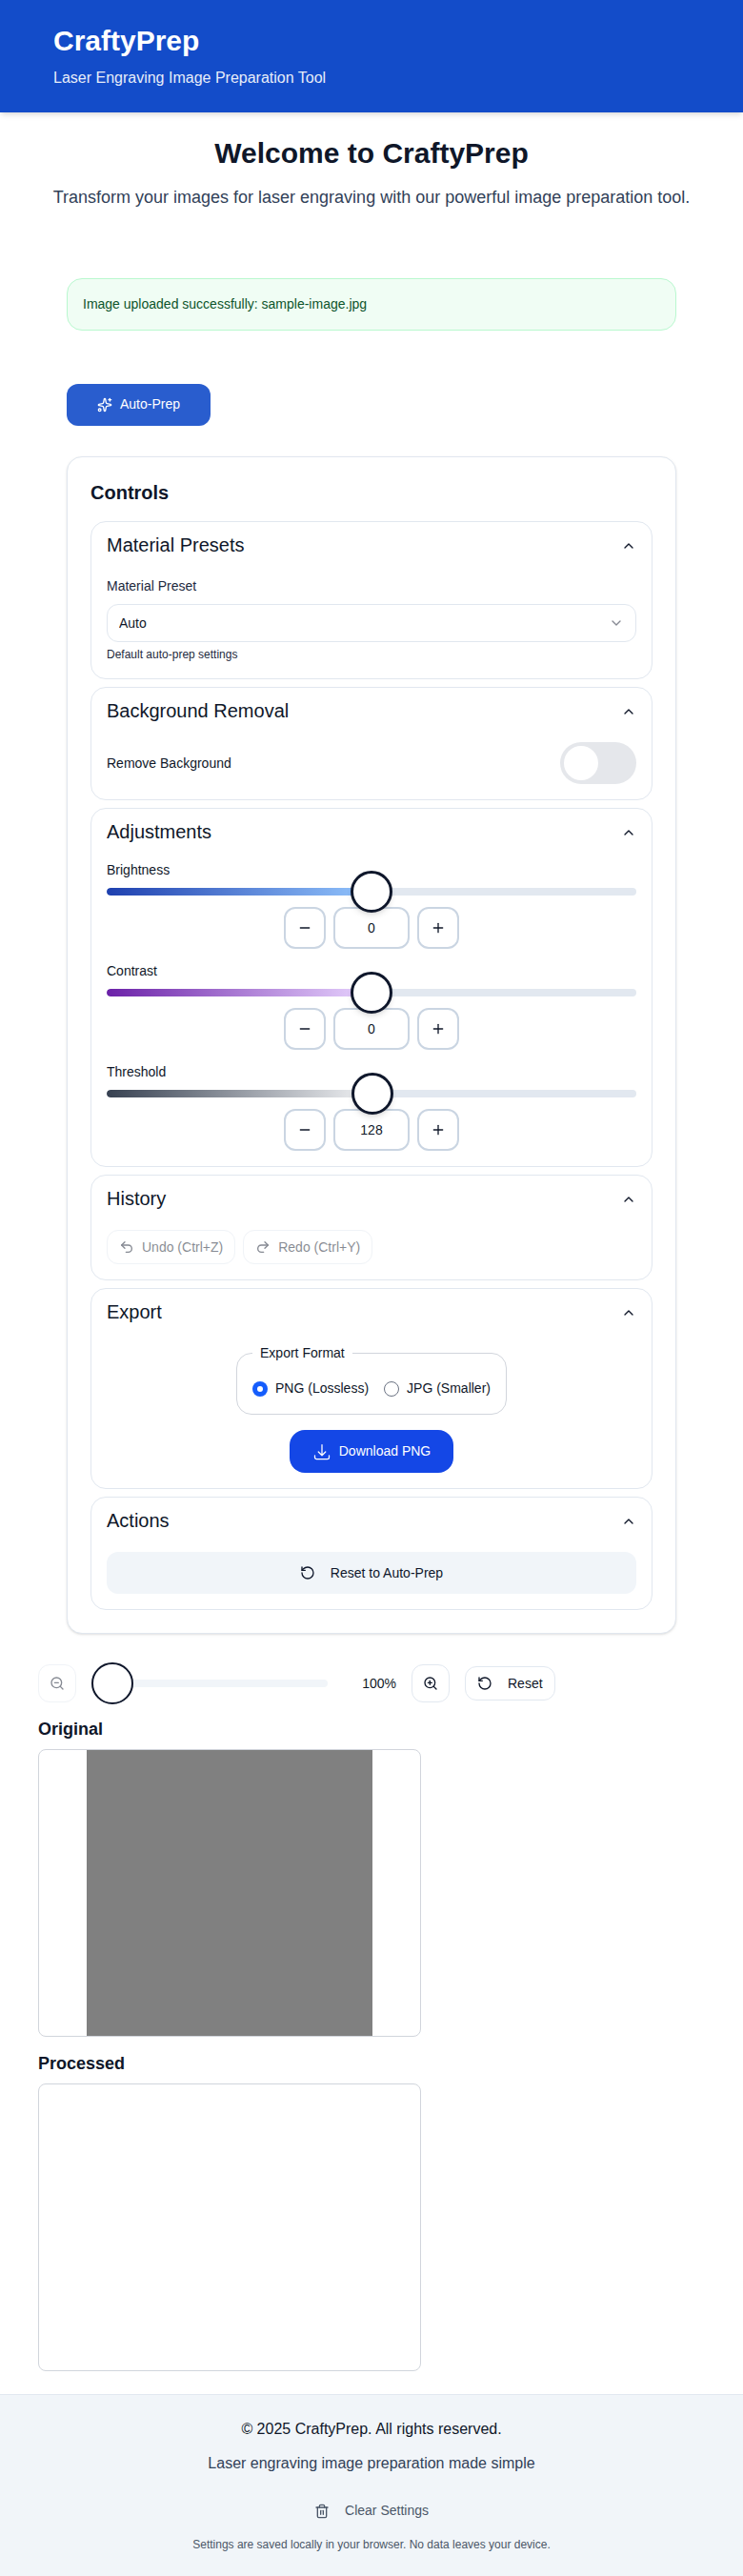 CraftyPrep
Laser Engraving Image Preparation Tool
Welcome to CraftyPrep
Transform your images for laser engraving with our powerful image preparation tool.
Image uploaded successfully: sample-image.jpg
Auto-Prep
Controls
Material Presets
Material Preset
Auto
Default auto-prep settings
Background Removal
Remove Background
Adjustments
Brightness
0
Contrast
0
Threshold
128
History
Undo (Ctrl+Z) Redo (Ctrl+Y)
Export
Export Format
PNG (Lossless) JPG (Smaller)
Download PNG
Actions
Reset to Auto-Prep
100% Reset
Original
Processed
© 2025 CraftyPrep. All rights reserved.
Laser engraving image preparation made simple
Clear Settings
Settings are saved locally in your browser. No data leaves your device.